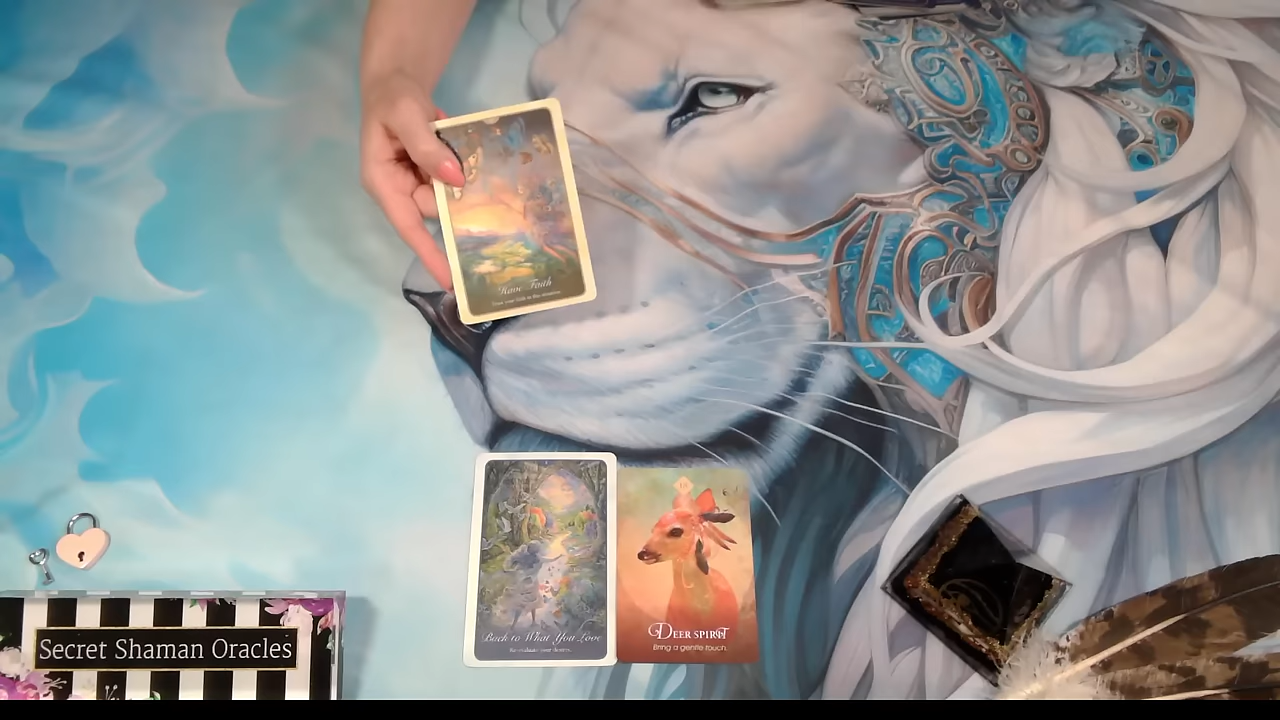 Have Faith
Back to What You Love
Re-evaluate your desires.
18
DEER SPIRIT
Bring a gentle touch.
Secret Shaman Oracles